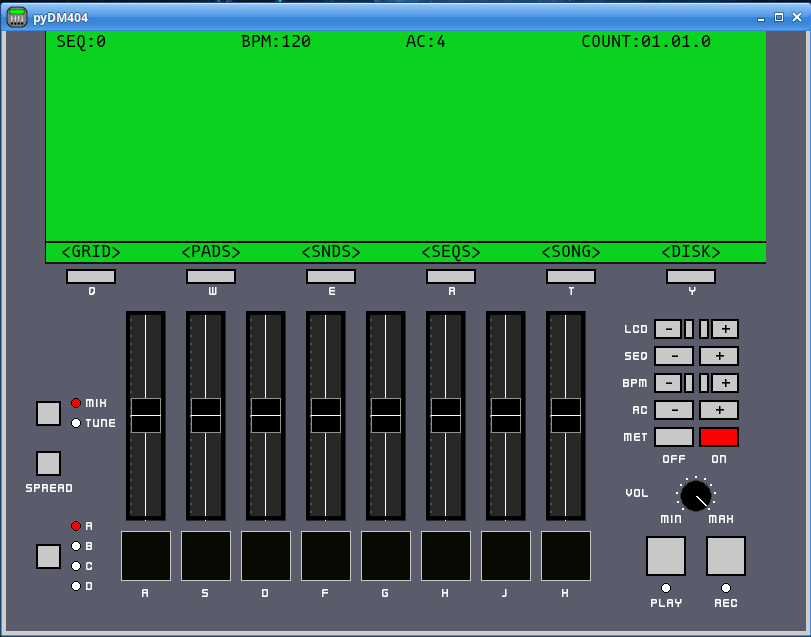 pyDM404
SEQ:0 BPM:120 AC:4 COUNT:01.01.0
<GRID> <PADS> <SNDS> <SEQS> <SONG> <DISK>
Q W E R T Y
LCD - +
SEQ - +
BPM - +
AC - +
MET
OFF ON
MIX
TUNE
SPREAD
VOL
MIN MAX
A
B
C
D
A S D F G H J K
PLAY REC